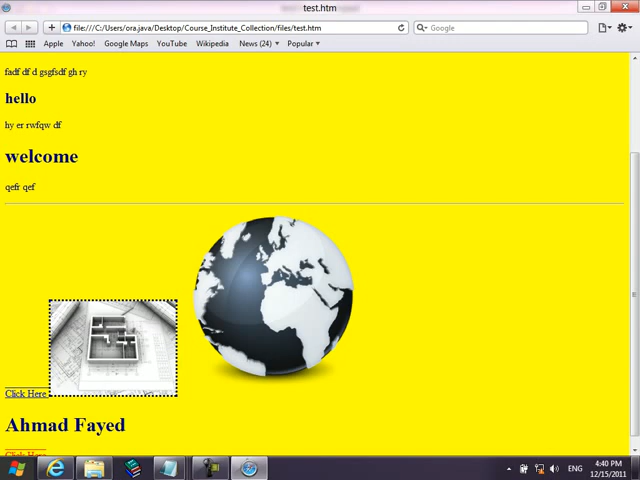 test.htm
file:///C:/Users/ora.java/Desktop/Course_Institute_Collection/files/test.htm
Google
Apple Yahoo! Google Maps YouTube Wikipedia News (24) Popular
fadf df d gsgfsdf gh ry
hello
hy er rwfqw df
welcome
qefr qef
Click Here
Ahmad Fayed
Click Here
ENG
4:40 PM
12/15/2011